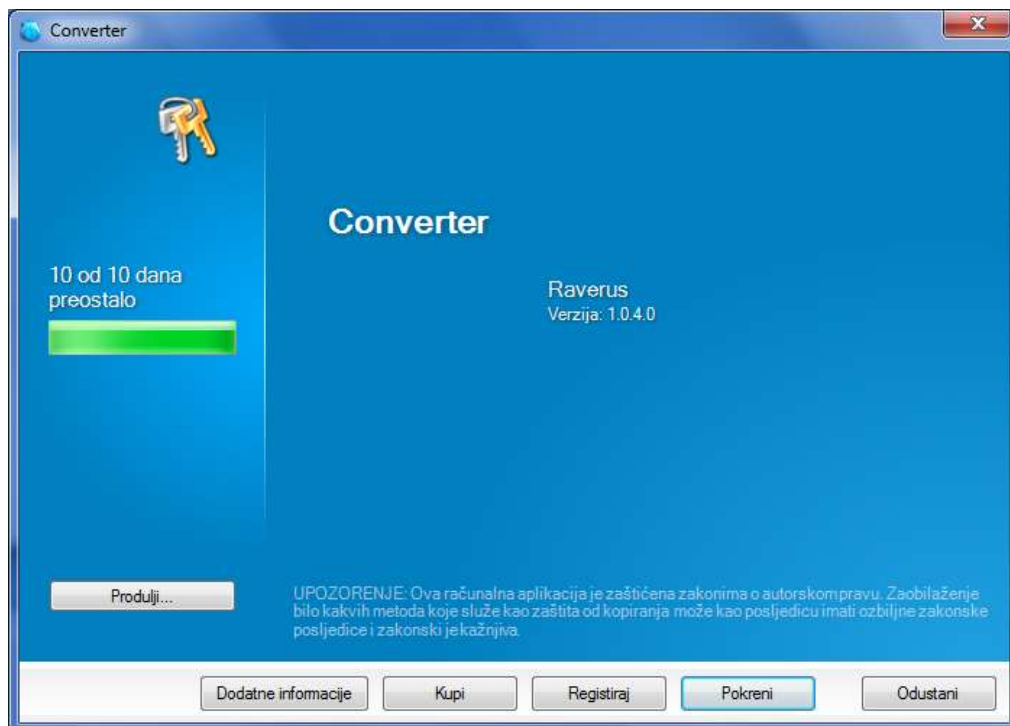 Converter
Converter
10 od 10 dana
preostalo
Raverus
Verzija: 1.0.4.0
Produlji...
UPOZORENJE: Ova računalna aplikacija je zaštićena zakonima o autorskom pravu. Zaobilaženje
bilo kakvih metoda koje služe kao zaštita od kopiranja može kao posljedicu imati ozbiljne zakonske
posljedice i zakonski je kažnjiva.
Dodatne informacije
Kupi
Registiraj
Pokreni
Odustani